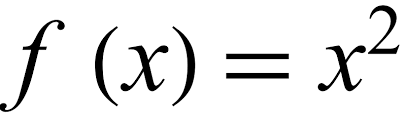 f (x) = x²